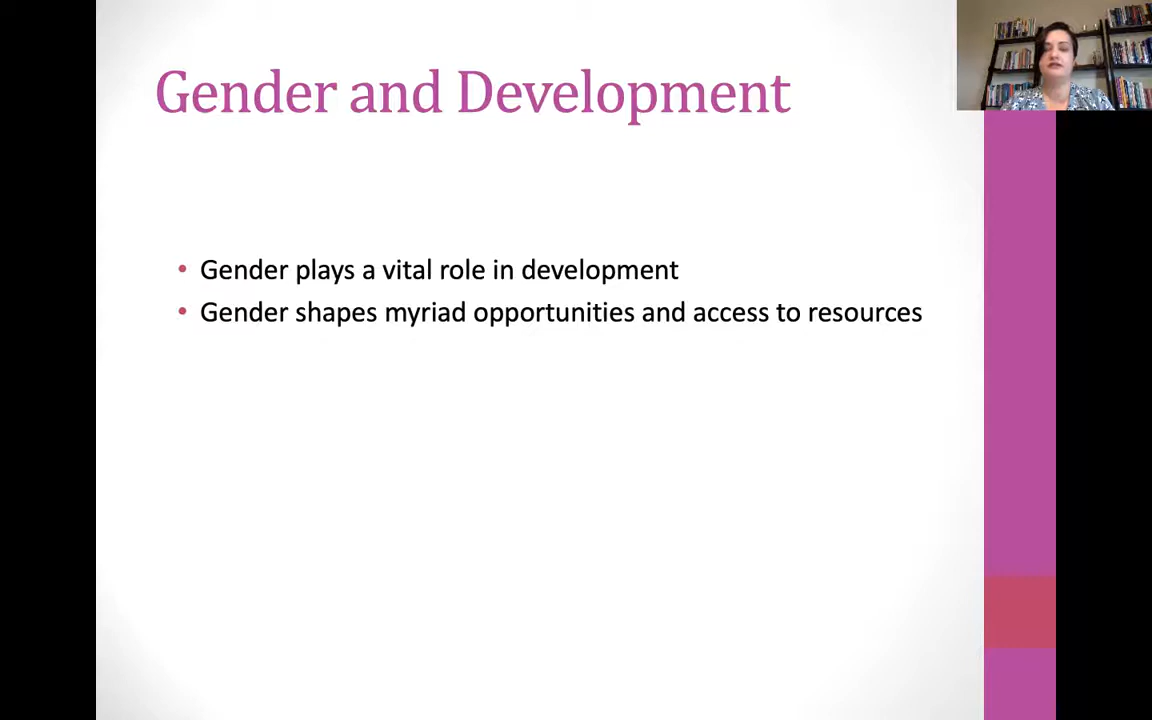 Gender and Development
• Gender plays a vital role in development
• Gender shapes myriad opportunities and access to resources